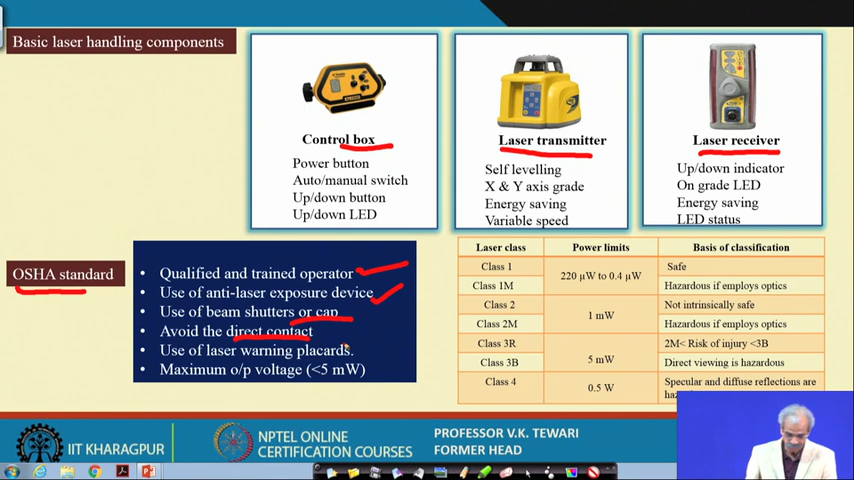 Basic laser handling components
Control box
Power button
Auto/manual switch
Up/down button
Up/down LED
Laser transmitter
Self levelling
X & Y axis grade
Energy saving
Variable speed
Laser receiver
Up/down indicator
On grade LED
Energy saving
LED status
OSHA standard
• Qualified and trained operator
• Use of anti-laser exposure device
• Use of beam shutters or cap
• Avoid the direct contact
• Use of laser warning placards.
• Maximum o/p voltage (<5 mW)
Laser class Power limits Basis of classification
Class 1 220 µW to 0.4 µW Safe
Class 1M Hazardous if employs optics
Class 2 1 mW Not intrinsically safe
Class 2M Hazardous if employs optics
Class 3R 5 mW 2M< Risk of injury <3B
Class 3B Direct viewing is hazardous
Class 4 0.5 W Specular and diffuse reflections are
IIT KHARAGPUR
NPTEL ONLINE
CERTIFICATION COURSES
PROFESSOR V.K. TEWARI
FORMER HEAD